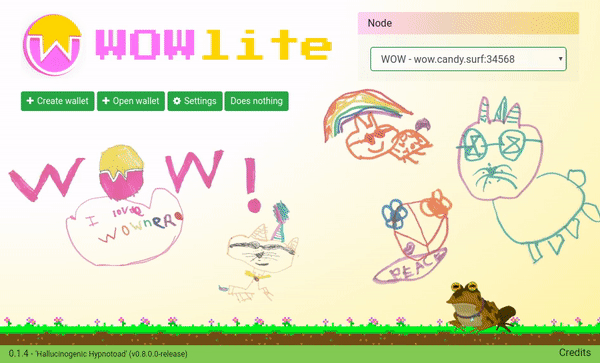 WOWlite
Node
WOW - wow.candy.surf:34568
Create wallet
Open wallet
Settings
Does nothing
WOW!
I love
WOWNERO
PEACE
0.1.4 - 'Hallucinogenic Hypnotoad' (v0.8.0.0-release)
Credits